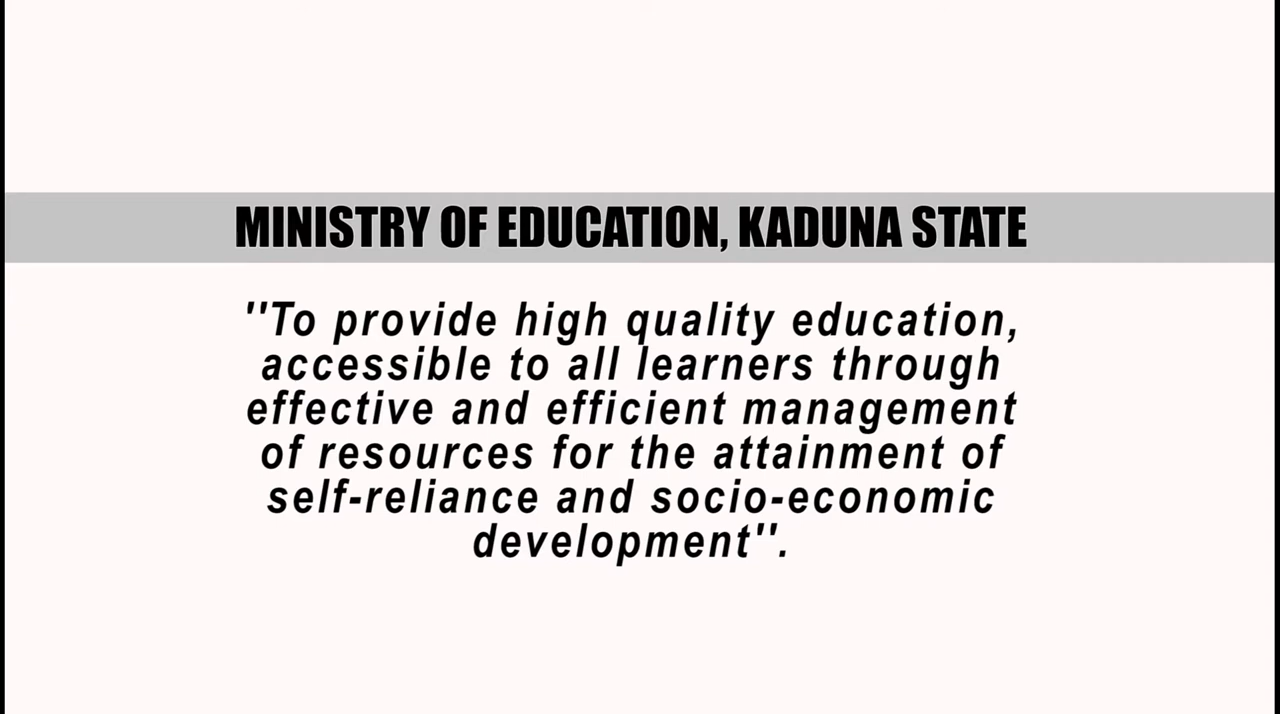 MINISTRY OF EDUCATION, KADUNA STATE
"To provide high quality education,
accessible to all learners through
effective and efficient management
of resources for the attainment of
self-reliance and socio-economic
development".